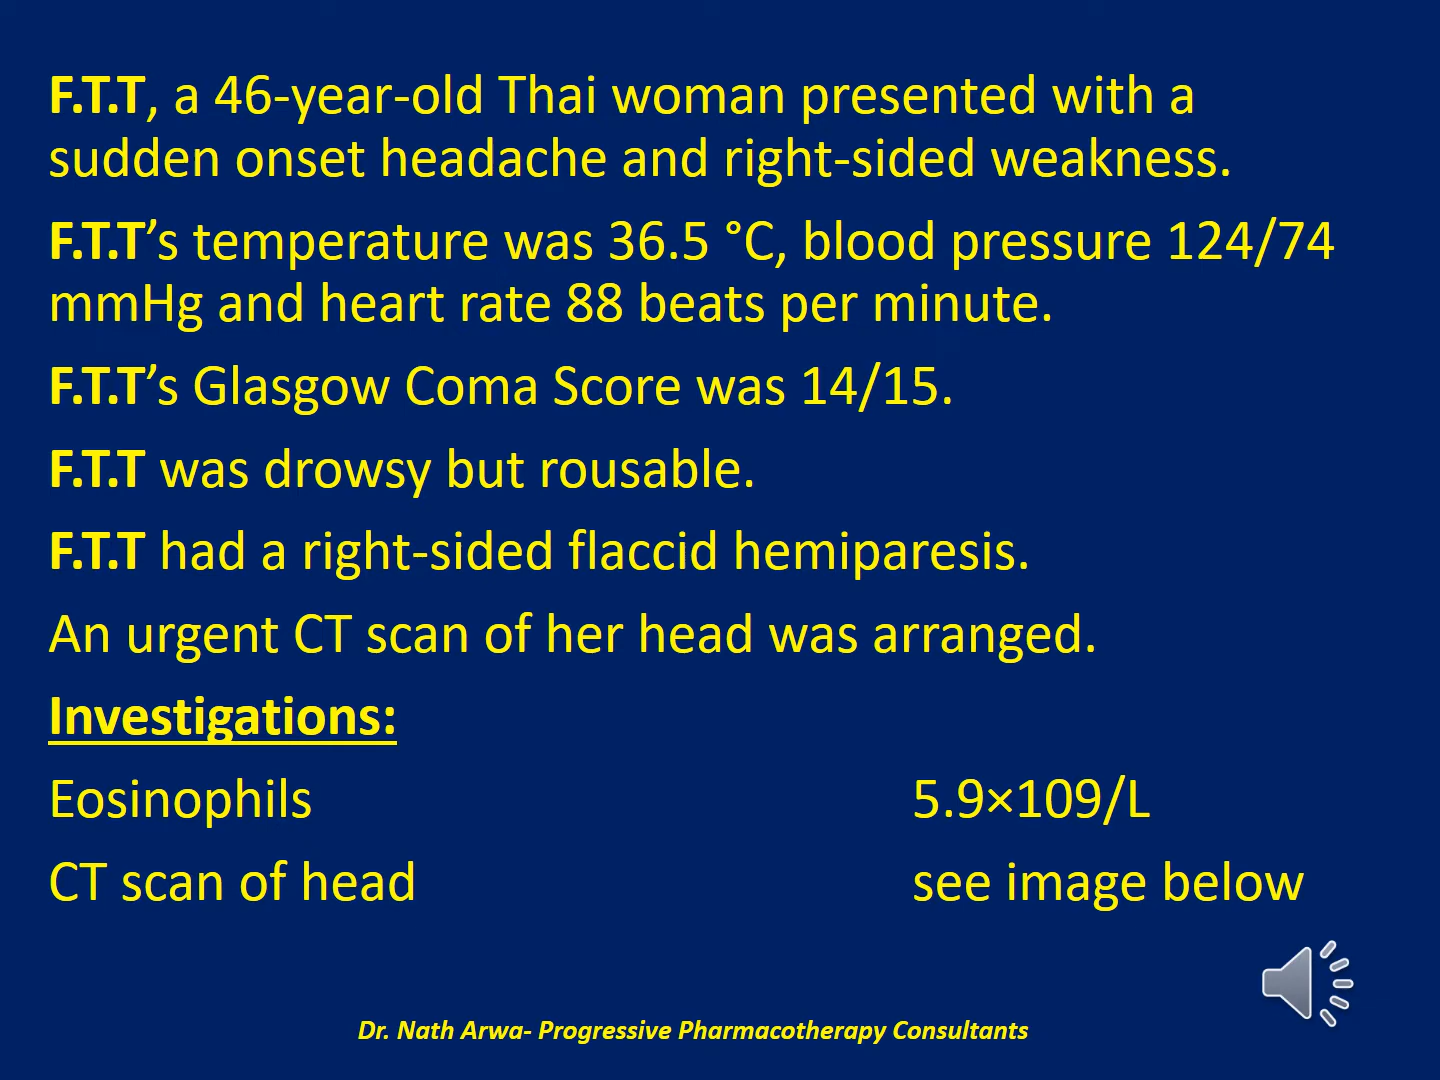 F.T.T, a 46-year-old Thai woman presented with a
sudden onset headache and right-sided weakness.
F.T.T’s temperature was 36.5 °C, blood pressure 124/74
mmHg and heart rate 88 beats per minute.
F.T.T’s Glasgow Coma Score was 14/15.
F.T.T was drowsy but rousable.
F.T.T had a right-sided flaccid hemiparesis.
An urgent CT scan of her head was arranged.
Investigations:
Eosinophils 5.9×109/L
CT scan of head see image below
Dr. Nath Arwa- Progressive Pharmacotherapy Consultants